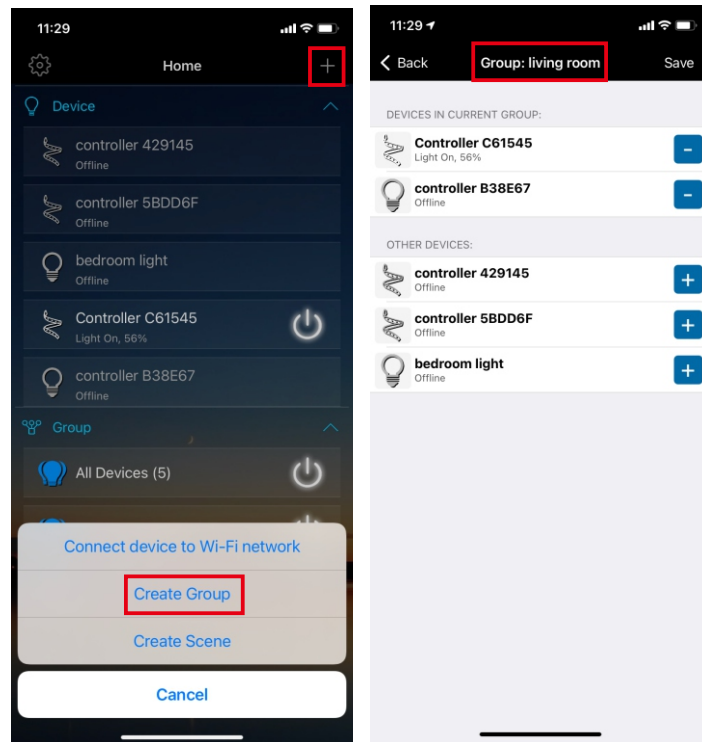 11:29
Home
Device
controller 429145
Offline
controller 5BDD6F
Offline
bedroom light
Offline
Controller C61545
Light On, 56%
controller B38E67
Offline
Group
All Devices (5)
Connect device to Wi-Fi network
Create Group
Create Scene
Cancel
11:29
Back
Group: living room
Save
DEVICES IN CURRENT GROUP:
Controller C61545
Light On, 56%
controller B38E67
Offline
OTHER DEVICES:
controller 429145
Offline
controller 5BDD6F
Offline
bedroom light
Offline